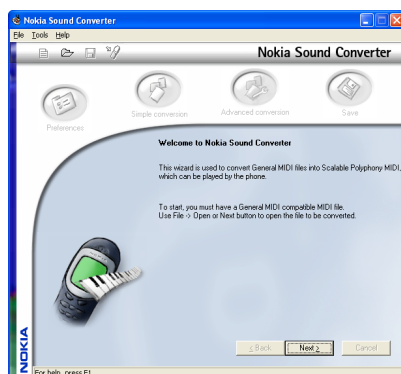 Nokia Sound Converter
File Tools Help
Nokia Sound Converter
Preferences
Simple conversion
Advanced conversion
Save
Welcome to Nokia Sound Converter
This wizard is used to convert General MIDI files into Scalable Polyphony MIDI,
which can be played by the phone.
To start, you must have a General MIDI compatible MIDI file.
Use File -> Open or Next button to open the file to be converted.
NOKIA
< Back
Next >
Cancel
For help, press F1